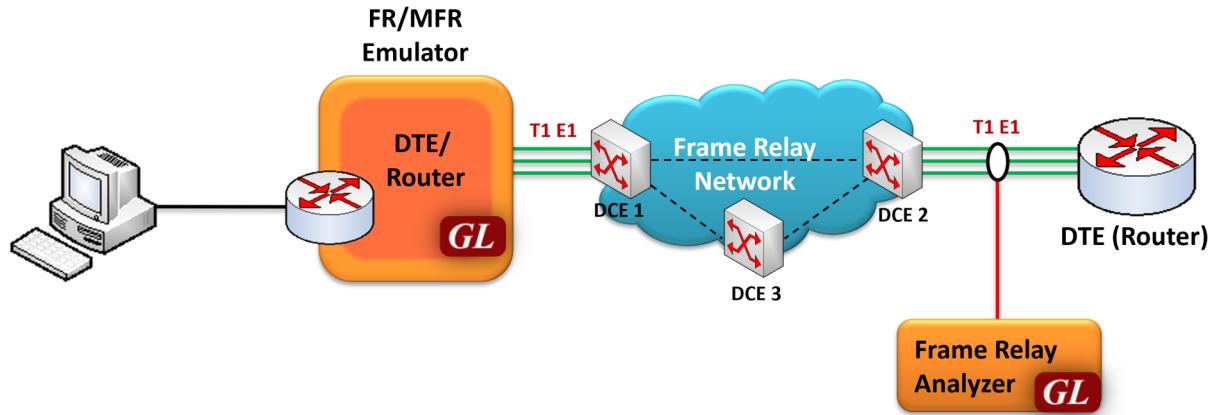 FR/MFR
Emulator
DTE/
Router
GL
T1 E1
DCE 1
Frame Relay
Network
DCE 2
DCE 3
T1 E1
DTE (Router)
Frame Relay
Analyzer
GL